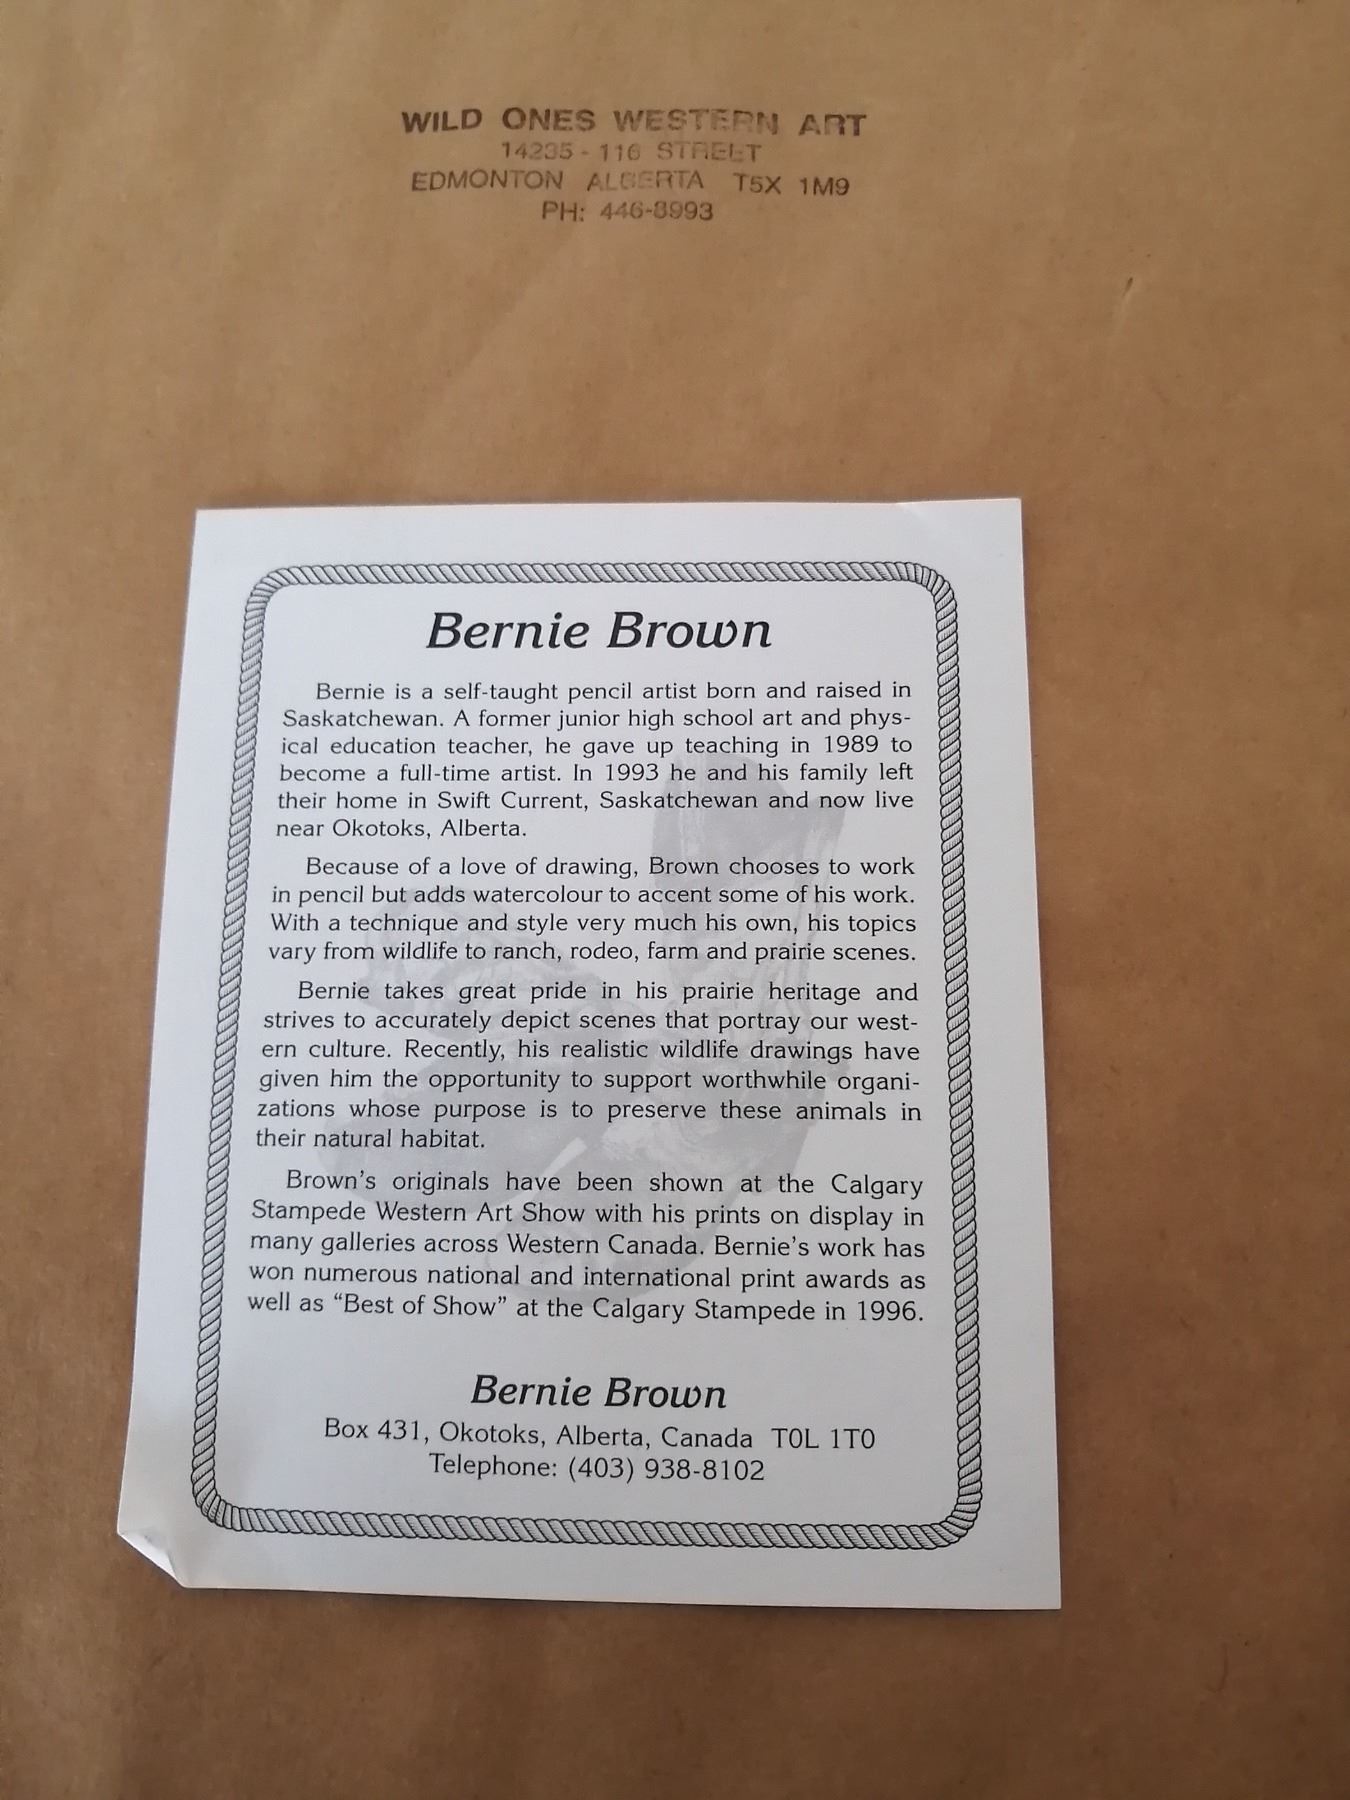 WILD ONES WESTERN ART
14235 - 116 STREET
EDMONTON ALBERTA T5X 1M9
PH: 446-8993
Bernie Brown
Bernie is a self-taught pencil artist born and raised in
Saskatchewan. A former junior high school art and phys-
ical education teacher, he gave up teaching in 1989 to
become a full-time artist. In 1993 he and his family left
their home in Swift Current, Saskatchewan and now live
near Okotoks, Alberta.
Because of a love of drawing, Brown chooses to work
in pencil but adds watercolour to accent some of his work.
With a technique and style very much his own, his topics
vary from wildlife to ranch, rodeo, farm and prairie scenes.
Bernie takes great pride in his prairie heritage and
strives to accurately depict scenes that portray our west-
ern culture. Recently, his realistic wildlife drawings have
given him the opportunity to support worthwhile organi-
zations whose purpose is to preserve these animals in
their natural habitat.
Brown's originals have been shown at the Calgary
Stampede Western Art Show with his prints on display in
many galleries across Western Canada. Bernie's work has
won numerous national and international print awards as
well as “Best of Show” at the Calgary Stampede in 1996.
Bernie Brown
Box 431, Okotoks, Alberta, Canada T0L 1T0
Telephone: (403) 938-8102